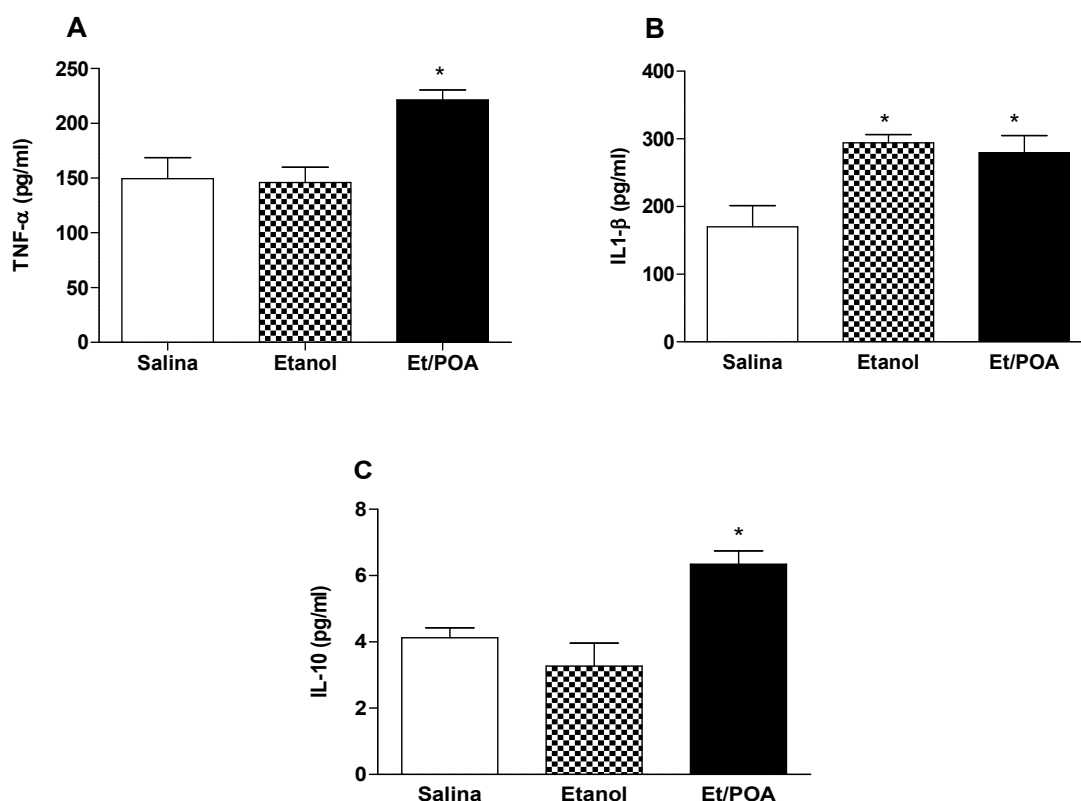 A
TNF-α (pg/ml)
250
200
150
100
50
0
*
Salina Etanol Et/POA
B
IL1-β (pg/ml)
400
300
200
100
0
* *
Salina Etanol Et/POA
C
IL-10 (pg/ml)
8
6
4
2
0
*
Salina Etanol Et/POA